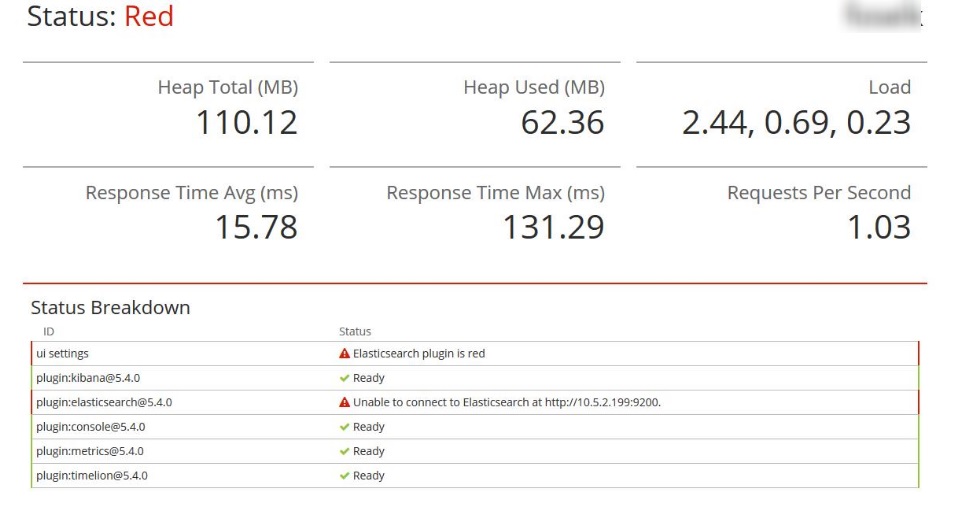 Status: Red
Heap Total (MB)
110.12
Heap Used (MB)
62.36
Load
2.44, 0.69, 0.23
Response Time Avg (ms)
15.78
Response Time Max (ms)
131.29
Requests Per Second
1.03
Status Breakdown
ID Status
ui settings Elasticsearch plugin is red
plugin:kibana@5.4.0 Ready
plugin:elasticsearch@5.4.0 Unable to connect to Elasticsearch at http://10.5.2.199:9200.
plugin:console@5.4.0 Ready
plugin:metrics@5.4.0 Ready
plugin:timelion@5.4.0 Ready